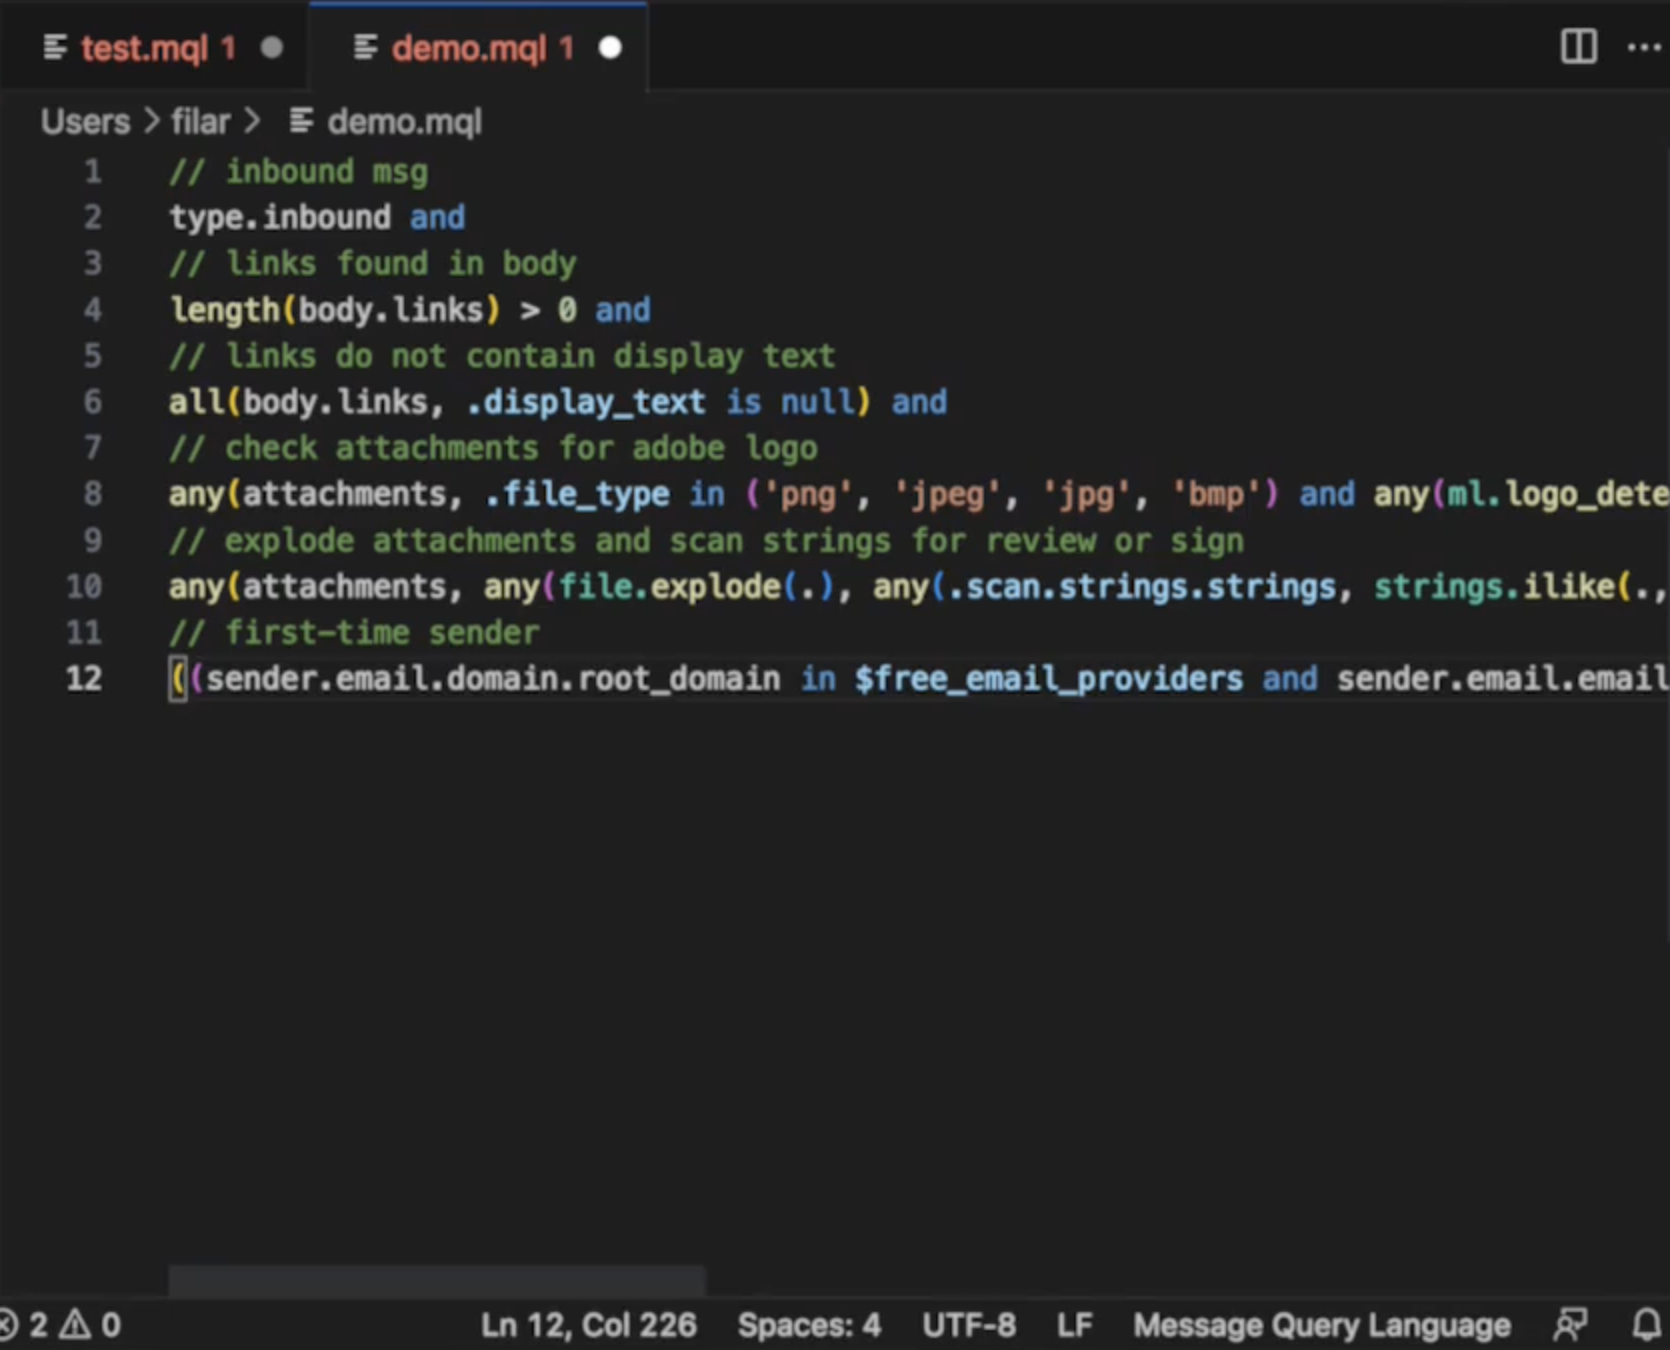 test.mql 1
demo.mql 1
Users > filar > demo.mql
1 // inbound msg
2 type.inbound and
3 // links found in body
4 length(body.links) > 0 and
5 // links do not contain display text
6 all(body.links, .display_text is null) and
7 // check attachments for adobe logo
8 any(attachments, .file_type in ('png', 'jpeg', 'jpg', 'bmp') and any(ml.logo_dete
9 // explode attachments and scan strings for review or sign
10 any(attachments, any(file.explode(.), any(.scan.strings.strings, strings.ilike(.,
11 // first-time sender
12 ((sender.email.domain.root_domain in $free_email_providers and sender.email.email
2 0 Ln 12, Col 226 Spaces: 4 UTF-8 LF Message Query Language